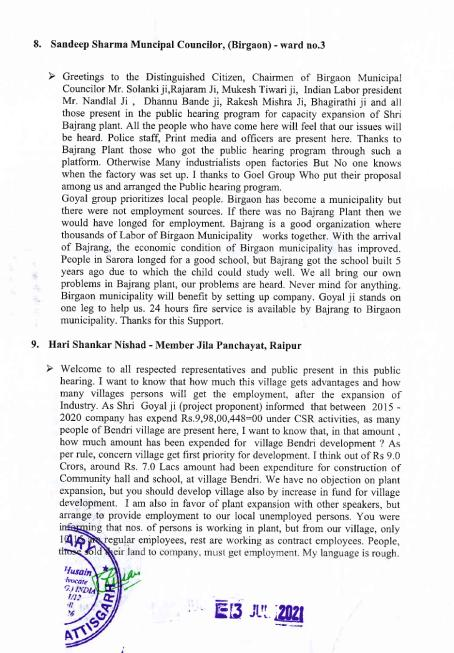 8. Sandeep Sharma Muncipal Councilor, (Birgaon) - ward no.3
➢ Greetings to the Distinguished Citizen, Chairmen of Birgaon Municipal
Councilor Mr. Solanki ji,Rajaram Ji, Mukesh Tiwari ji, Indian Labor president
Mr. Nandlal Ji , Dhannu Bande ji, Rakesh Mishra Ji, Bhagirathi ji and all
those present in the public hearing program for capacity expansion of Shri
Bajrang plant. All the people who have come here will feel that our issues will
be heard. Police staff, Print media and officers are present here. Thanks to
Bajrang Plant those who got the public hearing program through such a
platform. Otherwise Many industrialists open factories But No one knows
when the factory was set up. I thanks to Goel Group Who put their proposal
among us and arranged the Public hearing program.
Goyal group prioritizes local people. Birgaon has become a municipality but
there were not employment sources. If there was no Bajrang Plant then we
would have longed for employment. Bajrang is a good organization where
thousands of Labor of Birgaon Municipality works together. With the arrival
of Bajrang, the economic condition of Birgaon municipality has improved.
People in Sarora longed for a good school, but Bajrang got the school built 5
years ago due to which the child could study well. We all bring our own
problems in Bajrang plant, our problems are heard. Never mind for anything.
Birgaon municipality will benefit by setting up company. Goyal ji stands on
one leg to help us. 24 hours fire service is available by Bajrang to Birgaon
municipality. Thanks for this Support.
9. Hari Shankar Nishad - Member Jila Panchayat, Raipur
➢ Welcome to all respected representatives and public present in this public
hearing. I want to know that how much this village gets advantages and how
many villages persons will get the employment, after the expansion of
Industry. As Shri Goyal ji (project proponent) informed that between 2015 -
2020 company has expend Rs.9,98,00,448=00 under CSR activities, as many
people of Bendri village are present here, I want to know that, in that amount ,
how much amount has been expended for village Bendri development ? As
per rule, concern village get first priority for development. I think out of Rs 9.0
Crors, around Rs. 7.0 Lacs amount had been expenditure for construction of
Community hall and school, at village Bendri. We have no objection on plant
expansion, but you should develop village also by increase in fund for village
development. I am also in favor of plant expansion with other speakers, but
arrange to provide employment to our local unemployed persons. You were
informing that nos. of persons is working in plant, but from our village, only
are regular employees, rest are working as contract employees. People,
those sold their land to company, must get employment. My language is rough.
ARY
Husain
vocate
INDIA
ATTISGARH
13 JUL 2021